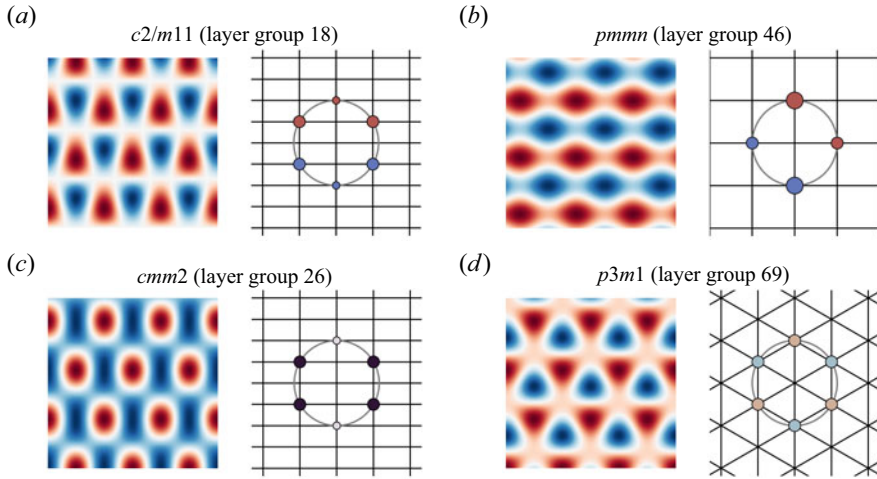 (a)
c2/m11 (layer group 18)
(b)
pmmn (layer group 46)
(c)
cmm2 (layer group 26)
(d)
p3m1 (layer group 69)